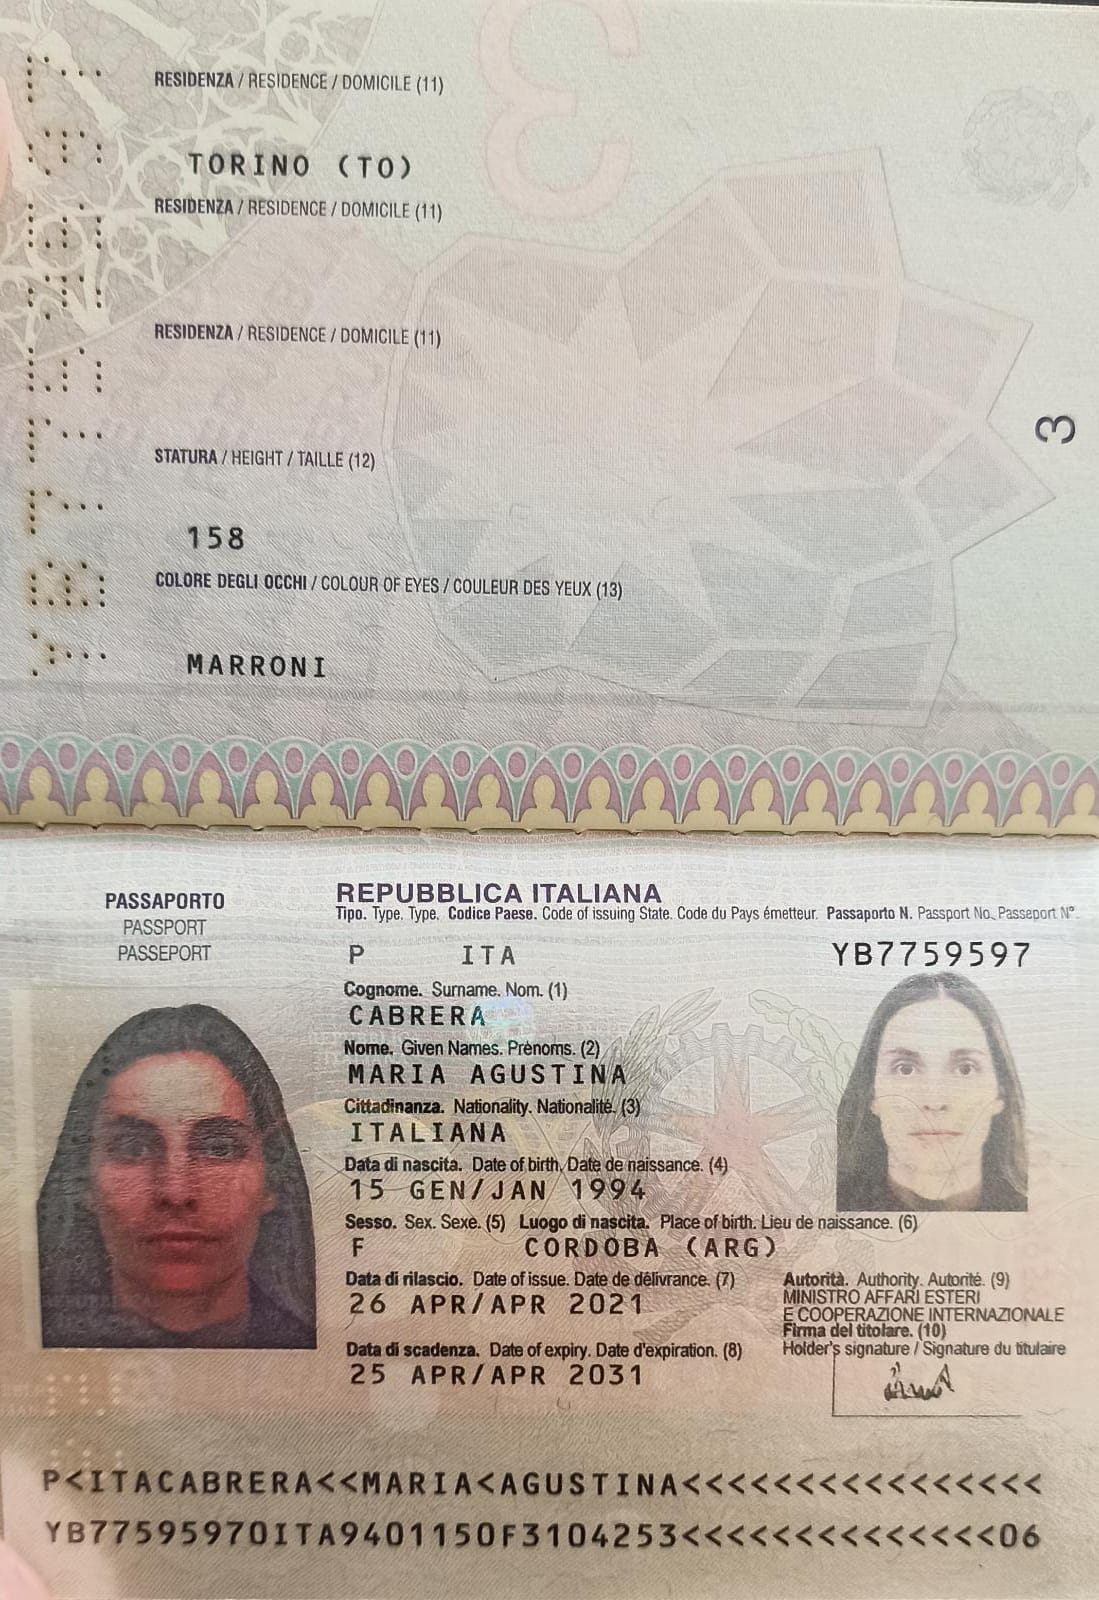 RESIDENZA / RESIDENCE / DOMICILE (11)
TORINO (TO)
RESIDENZA / RESIDENCE / DOMICILE (11)
RESIDENZA / RESIDENCE / DOMICILE (11)
STATURA / HEIGHT / TAILLE (12)
158
COLORE DEGLI OCCHI / COLOUR OF EYES / COULEUR DES YEUX (13)
MARRONI
3
3
PASSAPORTO
PASSPORT
PASSEPORT
REPUBBLICA ITALIANA
Tipo. Type. Type. Codice Paese. Code of issuing State. Code du Pays émetteur. Passaporto N. Passport No. Passeport N°.
P ITA YB7759597
Cognome. Surname. Nom. (1)
CABRERA
Nome. Given Names. Prènoms. (2)
MARIA AGUSTINA
Cittadinanza. Nationality. Nationalité. (3)
ITALIANA
Data di nascita. Date of birth. Date de naissance. (4)
15 GEN/JAN 1994
Sesso. Sex. Sexe. (5) Luogo di nascita. Place of birth. Lieu de naissance. (6)
F CORDOBA (ARG)
Data di rilascio. Date of issue. Date de délivrance. (7)
26 APR/APR 2021
Data di scadenza. Date of expiry. Date d'expiration. (8)
25 APR/APR 2031
Autorità. Authority. Autorité. (9)
MINISTRO AFFARI ESTERI
E COOPERAZIONE INTERNAZIONALE
Firma del titolare. (10)
Holder's signature / Signature du titulaire
P<ITACABRERA<<MARIA<AGUSTINA<<<<<<<<<<<<<<<<
YB77595970ITA9401150F3104253<<<<<<<<<<<<<<06